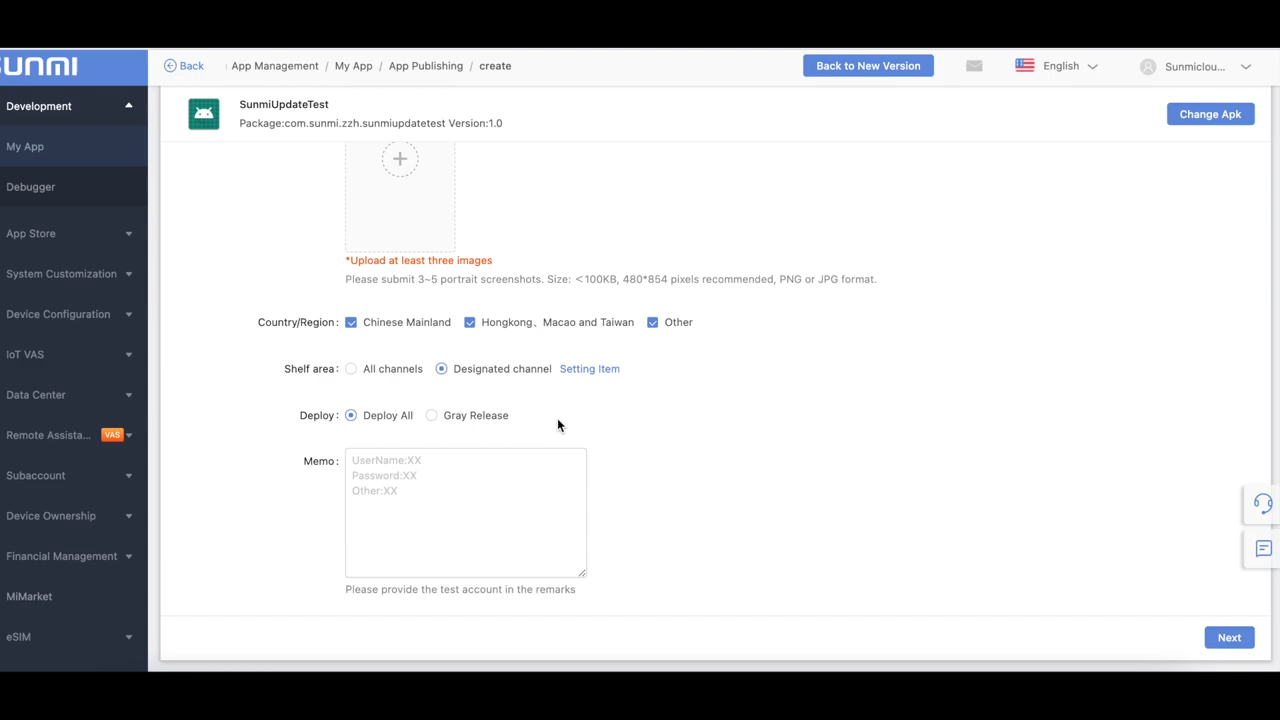 SUNMI
Back
App Management / My App / App Publishing / create
Back to New Version
English
Sunmiclou...
Development
My App
Debugger
App Store
System Customization
Device Configuration
IoT VAS
Data Center
Remote Assista... VAS
Subaccount
Device Ownership
Financial Management
MiMarket
eSIM
SunmiUpdateTest
Package:com.sunmi.zzh.sunmiupdatetest Version:1.0
Change Apk
*Upload at least three images
Please submit 3~5 portrait screenshots. Size: <100KB, 480*854 pixels recommended, PNG or JPG format.
Country/Region: Chinese Mainland Hongkong、Macao and Taiwan Other
Shelf area: All channels Designated channel Setting Item
Deploy: Deploy All Gray Release
Memo: UserName:XX
Password:XX
Other:XX
Please provide the test account in the remarks
Next